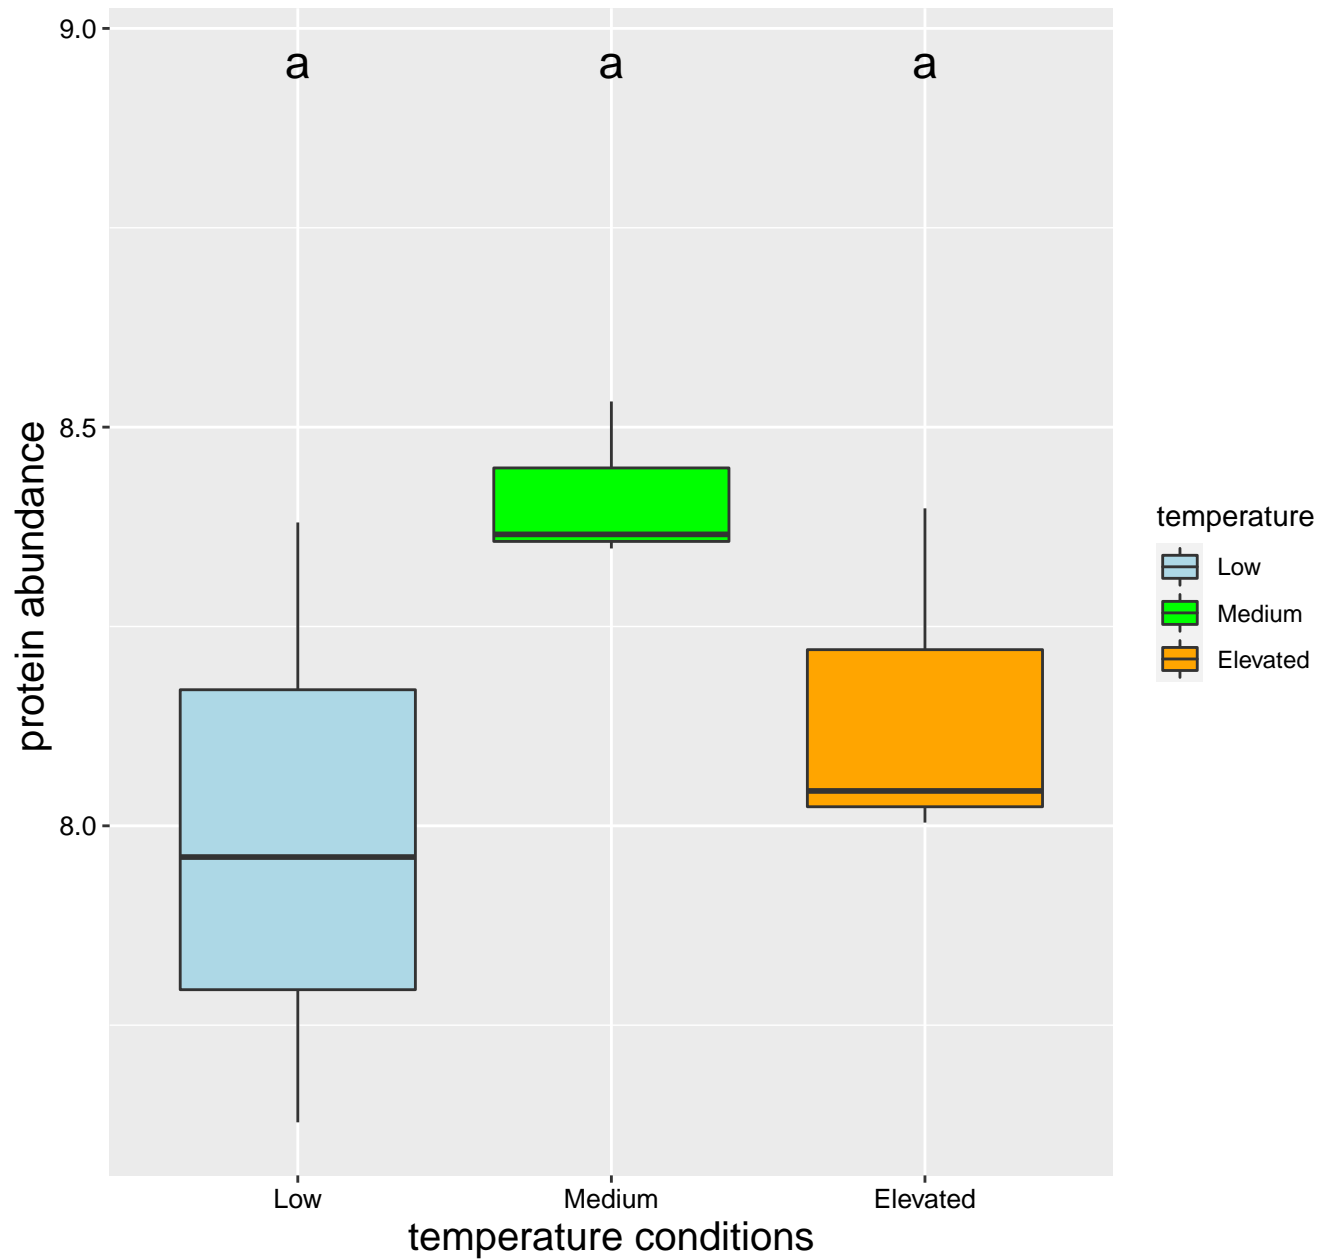 9.0
a a a
8.5
8.0
protein abundance
Low Medium Elevated
temperature conditions
temperature
Low
Medium
Elevated